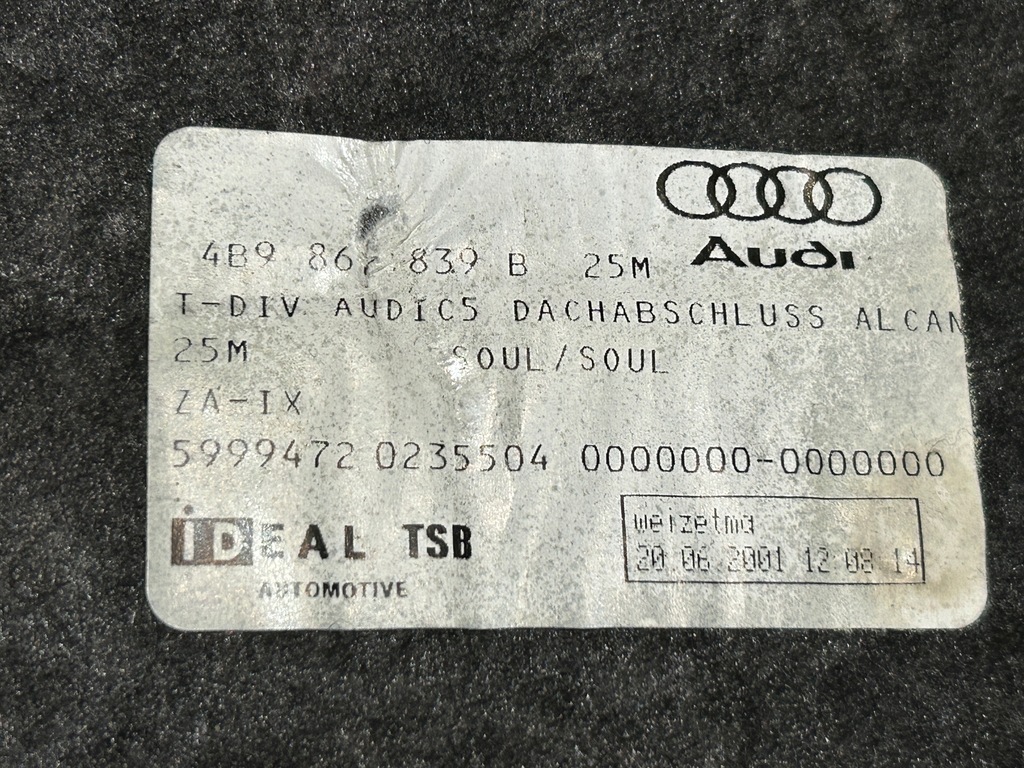 Audi
4B9 867 839 B 25M
T-DIV AUDIC5 DACHABSCHLUSS ALCAN
25M SOUL/SOUL
ZA-IX
5999472 0235504 0000000-0000000
iDEAL TSB
AUTOMOTIVE
weizetma
20 06 2001 12 08 14